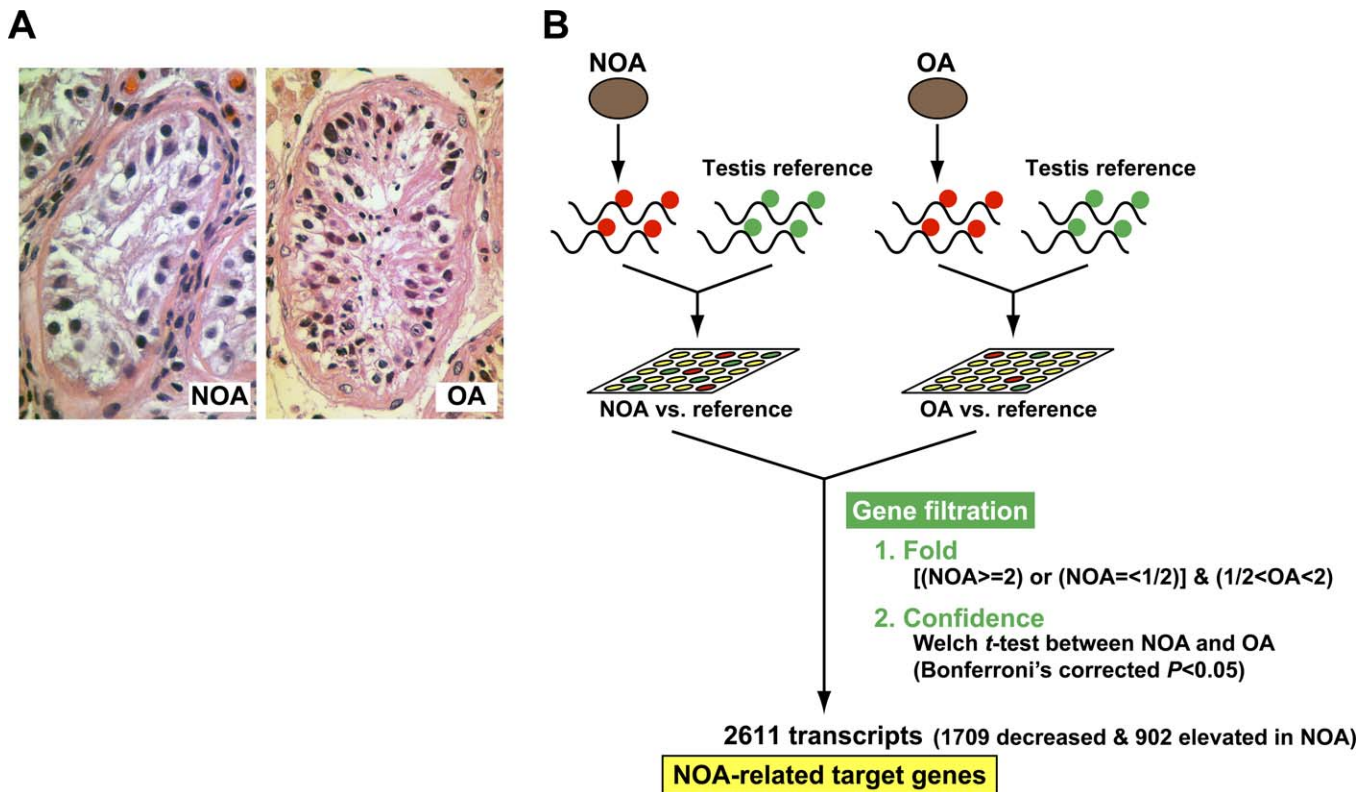 A
NOA
OA
B
NOA
OA
Testis reference
Testis reference
NOA vs. reference
OA vs. reference
Gene filtration
1. Fold
[(NOA>=2) or (NOA=<1/2)] & (1/2<OA<2)
2. Confidence
Welch t-test between NOA and OA
(Bonferroni's corrected P<0.05)
2611 transcripts (1709 decreased & 902 elevated in NOA)
NOA-related target genes